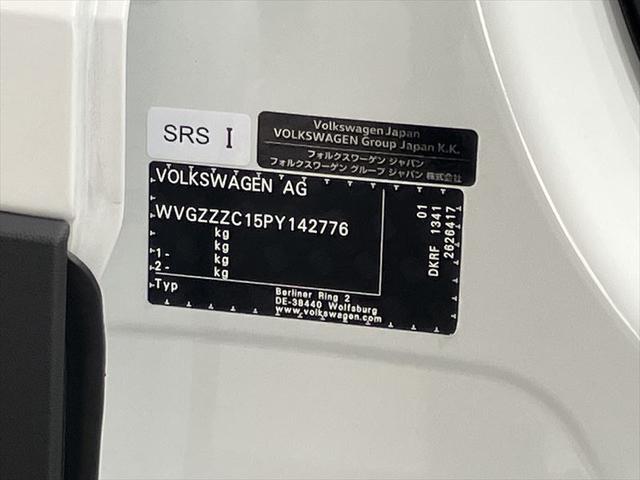 SRS I
Volkswagen Japan
VOLKSWAGEN Group Japan K.K.
フォルクスワーゲン ジャパン
フォルクスワーゲン グループ ジャパン 株式会社
VOLKSWAGEN AG
WVGZZZC15PY142776
kg
kg
1- kg
2- kg
Typ
Berliner Ring 2
DE-38440 Wolfsburg
www.volkswagen.com
01
DKRF 1341
2626417